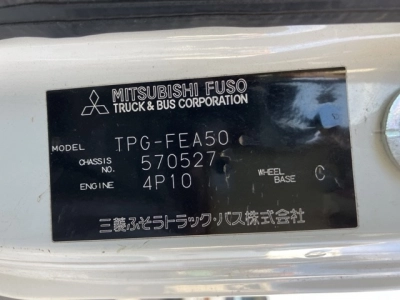 MITSUBISHI FUSO
TRUCK & BUS CORPORATION
MODEL TPG-FEA50
CHASSIS NO. 570527
ENGINE 4P10 WHEEL BASE C
三菱ふそうトラック・バス株式会社